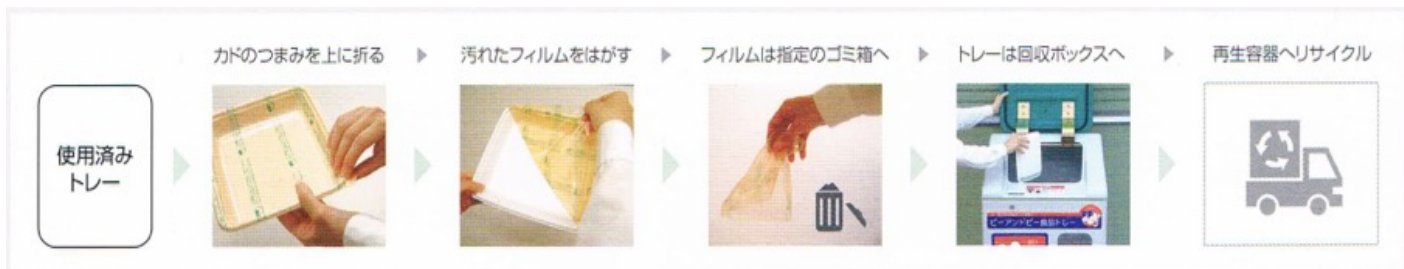 使用済み
トレー
カドのつまみを上に折る
汚れたフィルムをはがす
フィルムは指定のゴミ箱へ
トレーは回収ボックスへ
ピーアンドピー食品トレー
再生容器へリサイクル